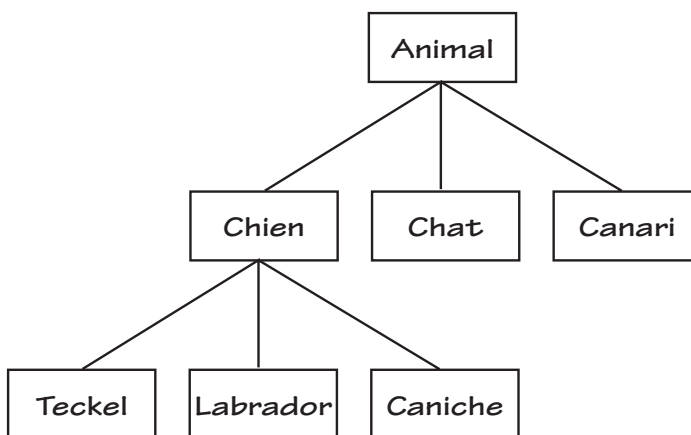 Animal
Chien
Chat
Canari
Teckel
Labrador
Caniche